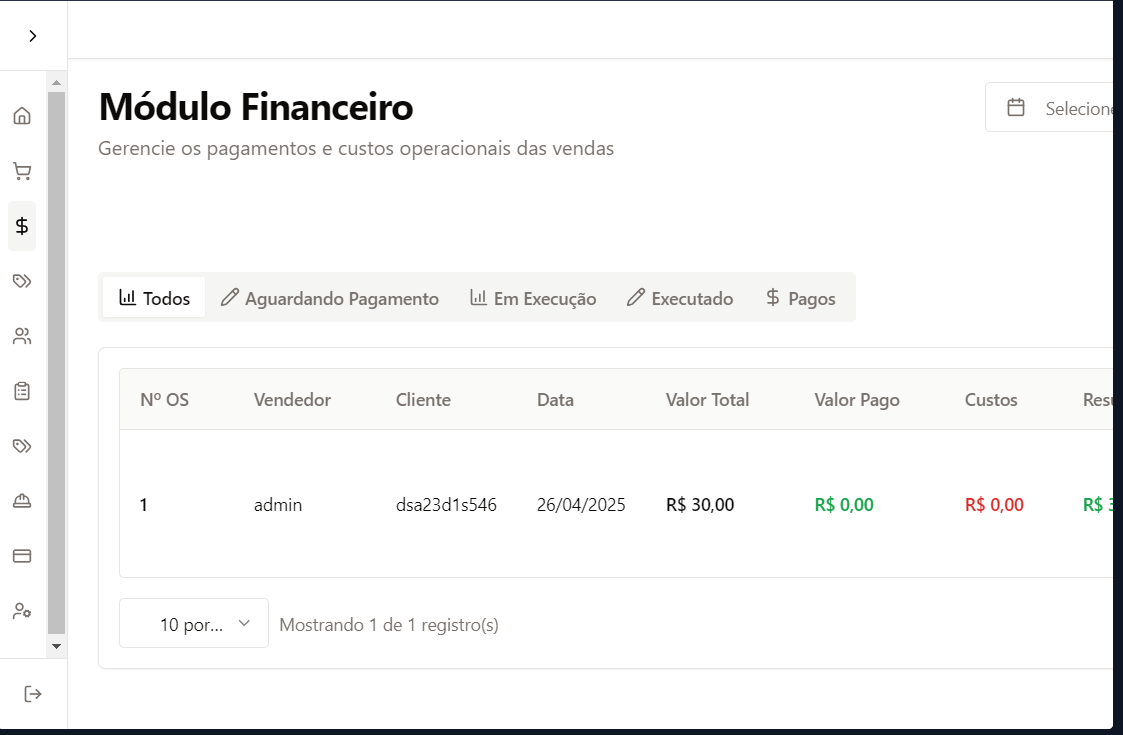 Módulo Financeiro
Selecione
Gerencie os pagamentos e custos operacionais das vendas
Todos Aguardando Pagamento Em Execução Executado Pagos
Nº OS Vendedor Cliente Data Valor Total Valor Pago Custos
1 admin dsa23d1s546 26/04/2025 R$ 30,00 R$ 0,00 R$ 0,00 R$
10 por... Mostrando 1 de 1 registro(s)